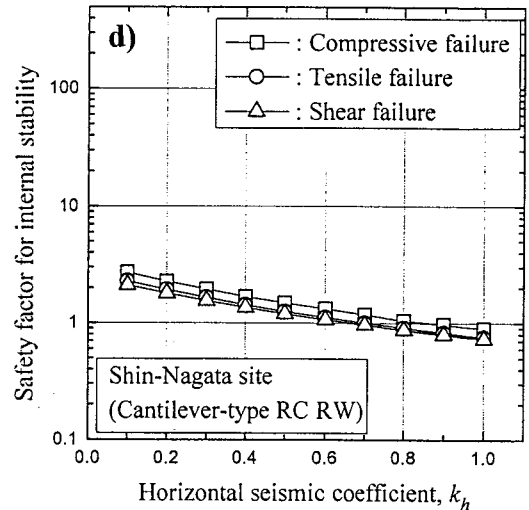 d)
: Compressive failure
: Tensile failure
: Shear failure
Safety factor for internal stability
100
10
1
0.1
Shin-Nagata site
(Cantilever-type RC RW)
0.0 0.2 0.4 0.6 0.8 1.0
Horizontal seismic coefficient, k_h